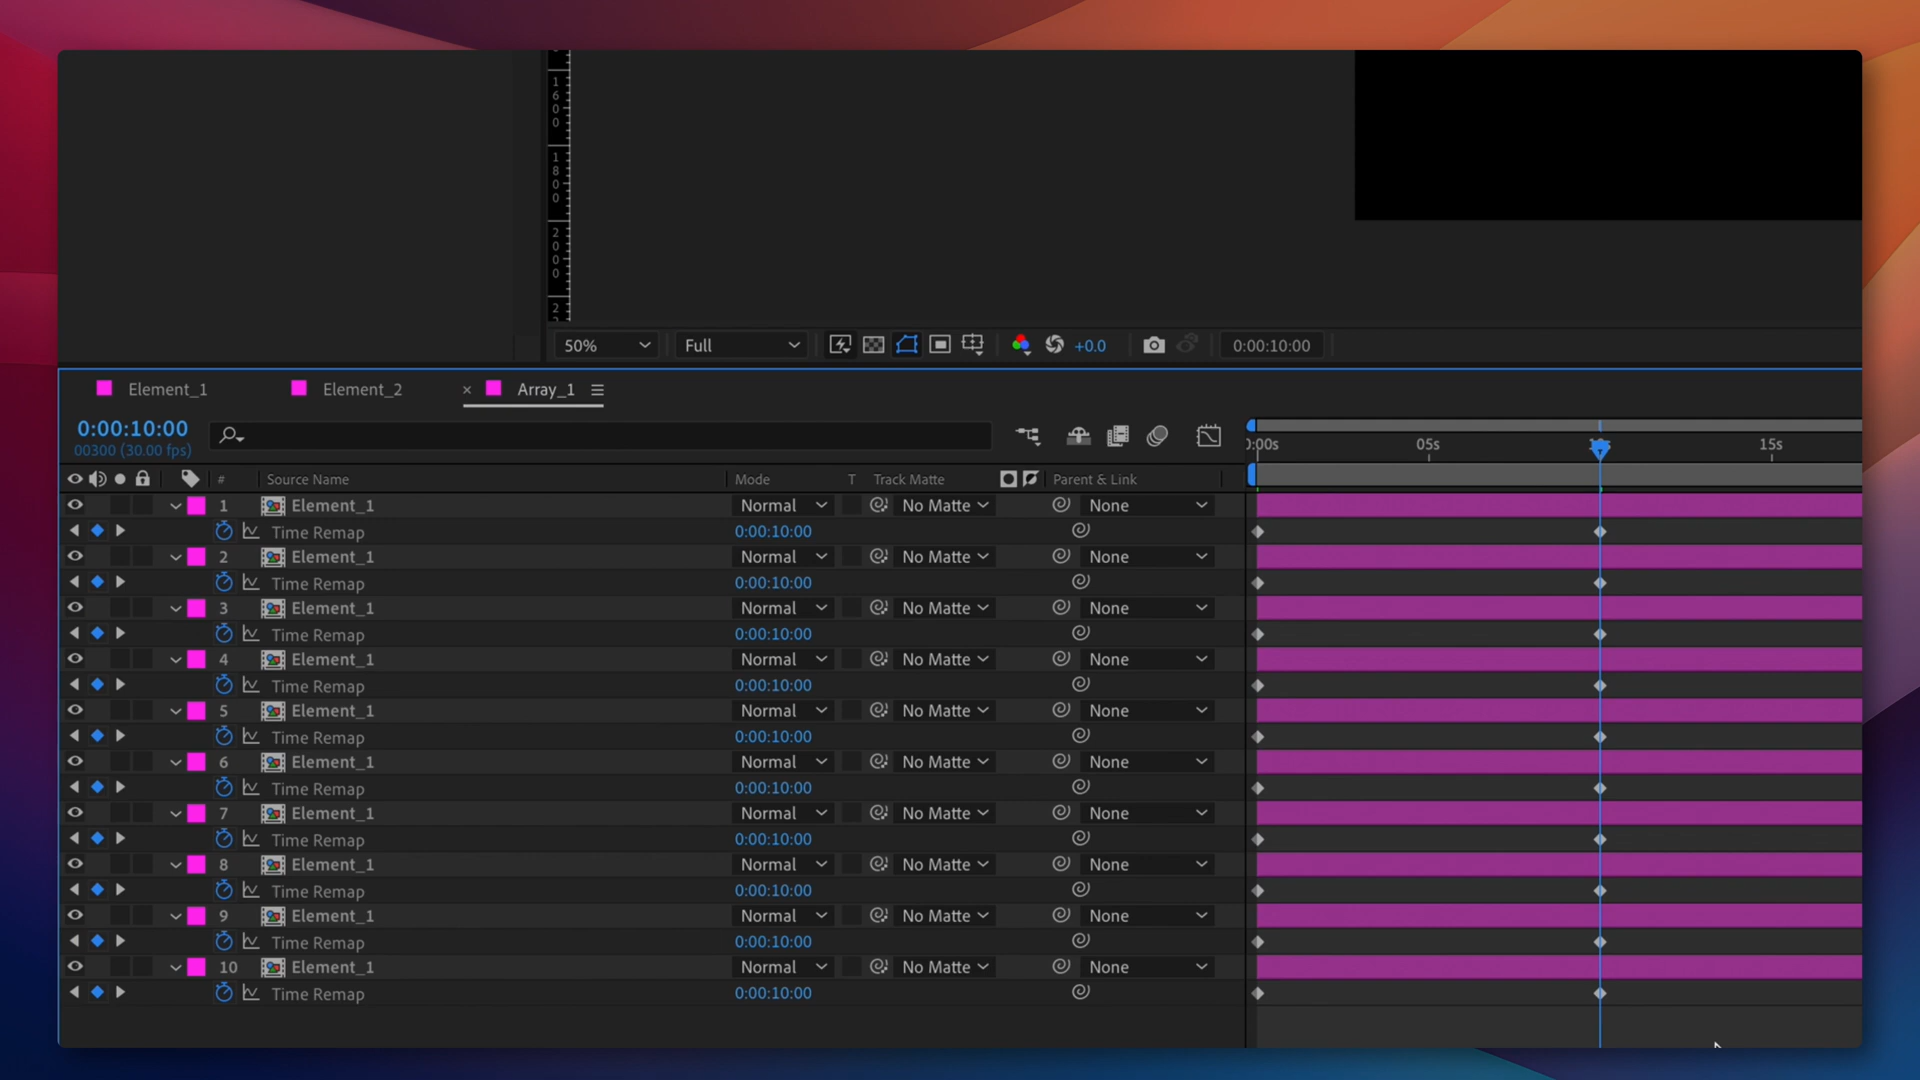 1600
1800
2000
2
50% Full +0.0 0:00:10:00
Element_1 Element_2 × Array_1
0:00:10:00
00300 (30.00 fps)
:00s 05s 15s
# Source Name Mode T Track Matte Parent & Link
1 Element_1 Normal No Matte None
Time Remap 0:00:10:00
2 Element_1 Normal No Matte None
Time Remap 0:00:10:00
3 Element_1 Normal No Matte None
Time Remap 0:00:10:00
4 Element_1 Normal No Matte None
Time Remap 0:00:10:00
5 Element_1 Normal No Matte None
Time Remap 0:00:10:00
6 Element_1 Normal No Matte None
Time Remap 0:00:10:00
7 Element_1 Normal No Matte None
Time Remap 0:00:10:00
8 Element_1 Normal No Matte None
Time Remap 0:00:10:00
9 Element_1 Normal No Matte None
Time Remap 0:00:10:00
10 Element_1 Normal No Matte None
Time Remap 0:00:10:00